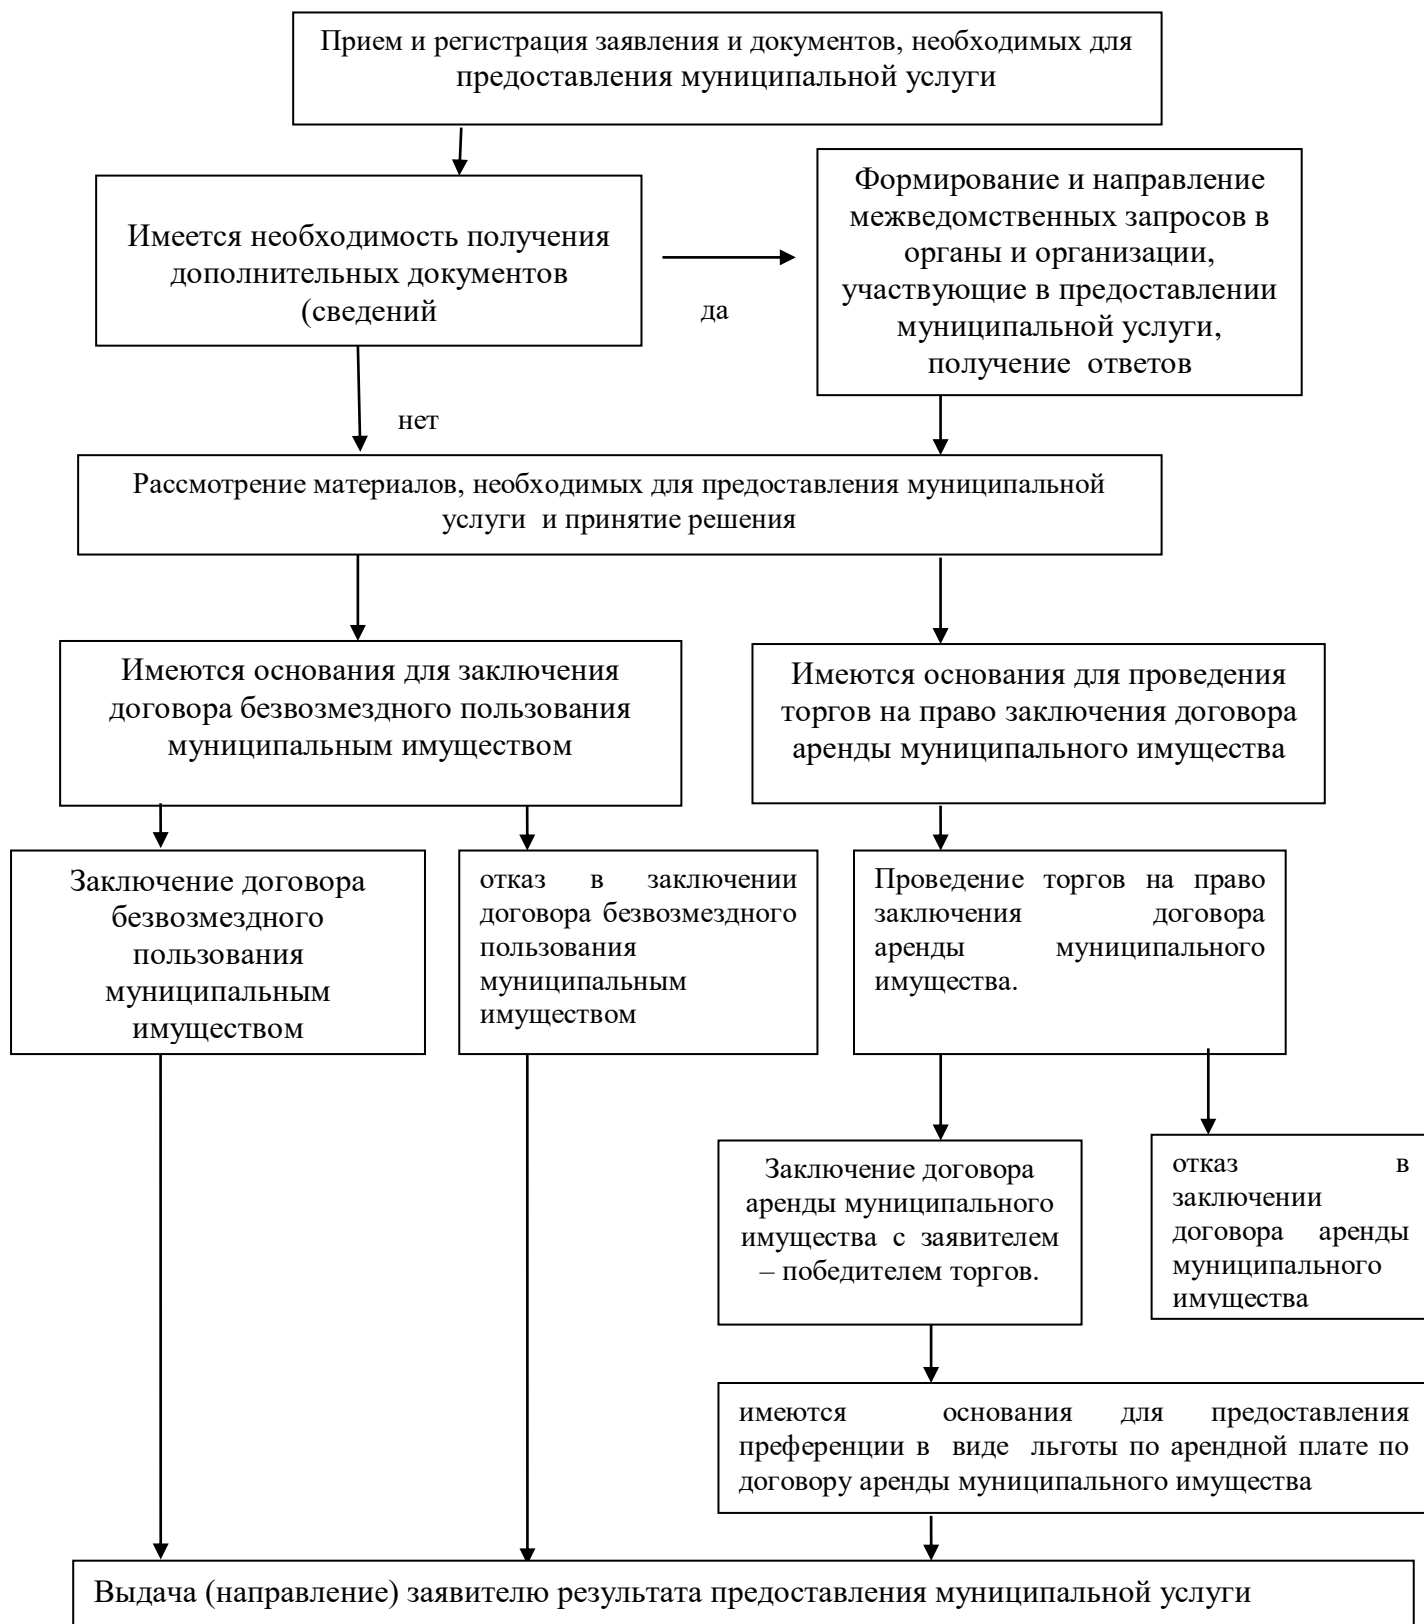 Прием и регистрация заявления и документов, необходимых для
предоставления муниципальной услуги
Имеется необходимость получения
дополнительных документов
(сведений
да
Формирование и направление
межведомственных запросов в
органы и организации,
участвующие в предоставлении
муниципальной услуги,
получение ответов
нет
Рассмотрение материалов, необходимых для предоставления муниципальной
услуги и принятие решения
Имеются основания для заключения
договора безвозмездного пользования
муниципальным имуществом
Имеются основания для проведения
торгов на право заключения договора
аренды муниципального имущества
Заключение договора
безвозмездного
пользования
муниципальным
имуществом
отказ в заключении
договора безвозмездного
пользования
муниципальным
имуществом
Проведение торгов на право
заключения договора
аренды муниципального
имущества.
Заключение договора
аренды муниципального
имущества с заявителем
– победителем торгов.
отказ в
заключении
договора аренды
муниципального
имущества
имеются основания для предоставления
преференции в виде льготы по арендной плате по
договору аренды муниципального имущества
Выдача (направление) заявителю результата предоставления муниципальной услуги